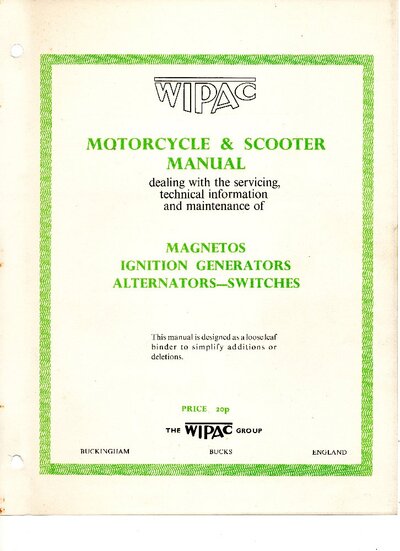 WIPAC
MOTORCYCLE & SCOOTER
MANUAL
dealing with the servicing,
technical information
and maintenance of
MAGNETOS
IGNITION GENERATORS
ALTERNATORS—SWITCHES
This manual is designed as a loose leaf
binder to simplify additions or
deletions.
PRICE 20p
THE WIPAC GROUP
BUCKINGHAM BUCKS ENGLAND